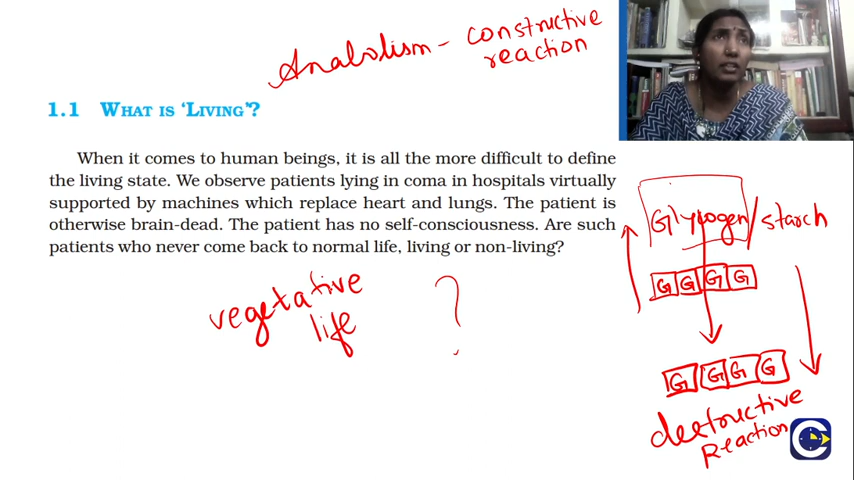 Anabolism - constructive
reaction
1.1 WHAT IS 'LIVING'?
When it comes to human beings, it is all the more difficult to define
the living state. We observe patients lying in coma in hospitals virtually
supported by machines which replace heart and lungs. The patient is
otherwise brain-dead. The patient has no self-consciousness. Are such
patients who never come back to normal life, living or non-living?
vegetative
life ?
Glycogen/starch
G G G G
G G G G
destructive
Reaction